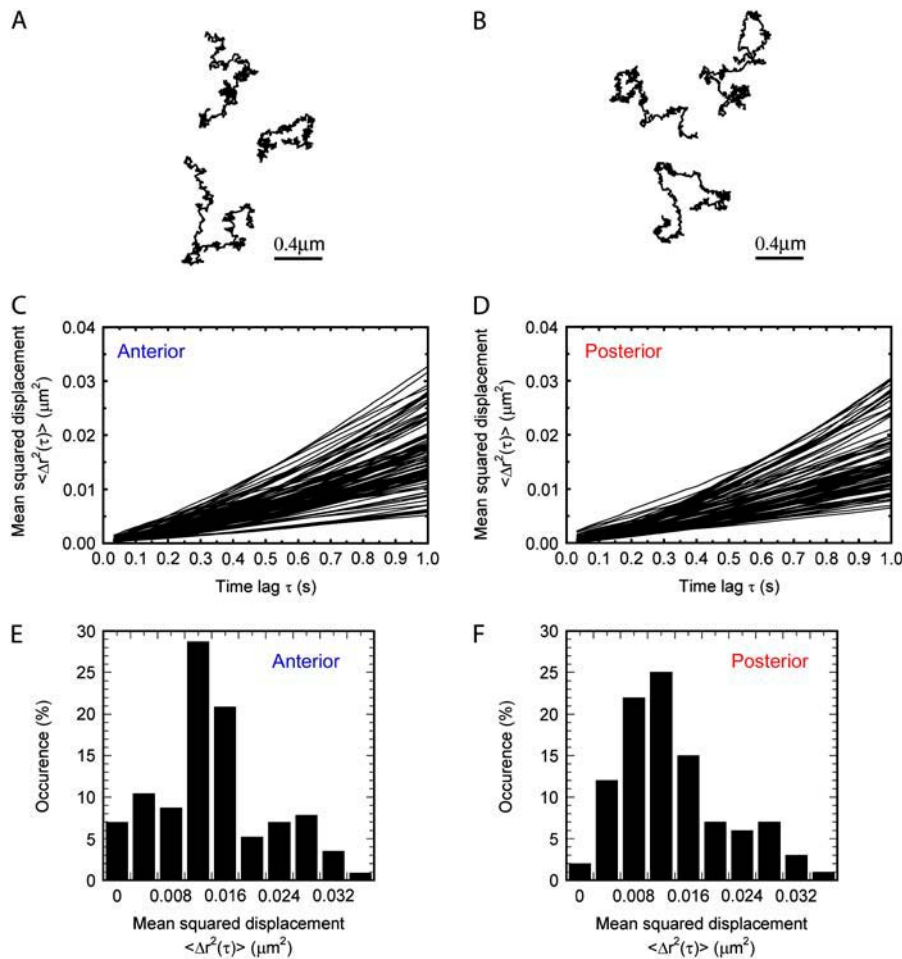 A
B
0.4µm
0.4µm
C
D
Mean squared displacement
<Δr²(τ)> (µm²)
0.04
0.03
0.02
0.01
0.00
Anterior
0.0 0.1 0.2 0.3 0.4 0.5 0.6 0.7 0.8 0.9 1.0
Time lag τ (s)
Mean squared displacement
<Δr²(τ)> (µm²)
0.04
0.03
0.02
0.01
0.00
Posterior
0.0 0.1 0.2 0.3 0.4 0.5 0.6 0.7 0.8 0.9 1.0
Time lag τ (s)
E
F
Occurence (%)
30
25
20
15
10
5
0
Anterior
0 0.008 0.016 0.024 0.032
Mean squared displacement
<Δr²(τ)> (µm²)
Occurence (%)
30
25
20
15
10
5
0
Posterior
0 0.008 0.016 0.024 0.032
Mean squared displacement
<Δr²(τ)> (µm²)